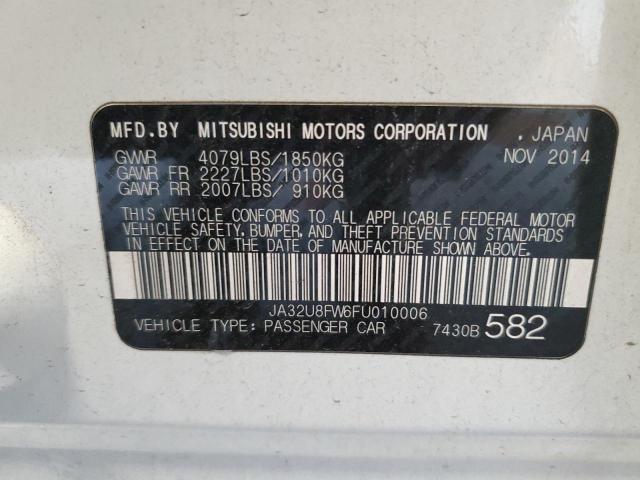 MFD.BY MITSUBISHI MOTORS CORPORATION . JAPAN
GVWR 4079LBS/1850KG NOV 2014
GAWR FR 2227LBS/1010KG
GAWR RR 2007LBS/ 910KG
THIS VEHICLE CONFORMS TO ALL APPLICABLE FEDERAL MOTOR
VEHICLE SAFETY, BUMPER, AND THEFT PREVENTION STANDARDS
IN EFFECT ON THE DATE OF MANUFACTURE SHOWN ABOVE.
JA32U8FW6FU010006
VEHICLE TYPE: PASSENGER CAR 7430B 582